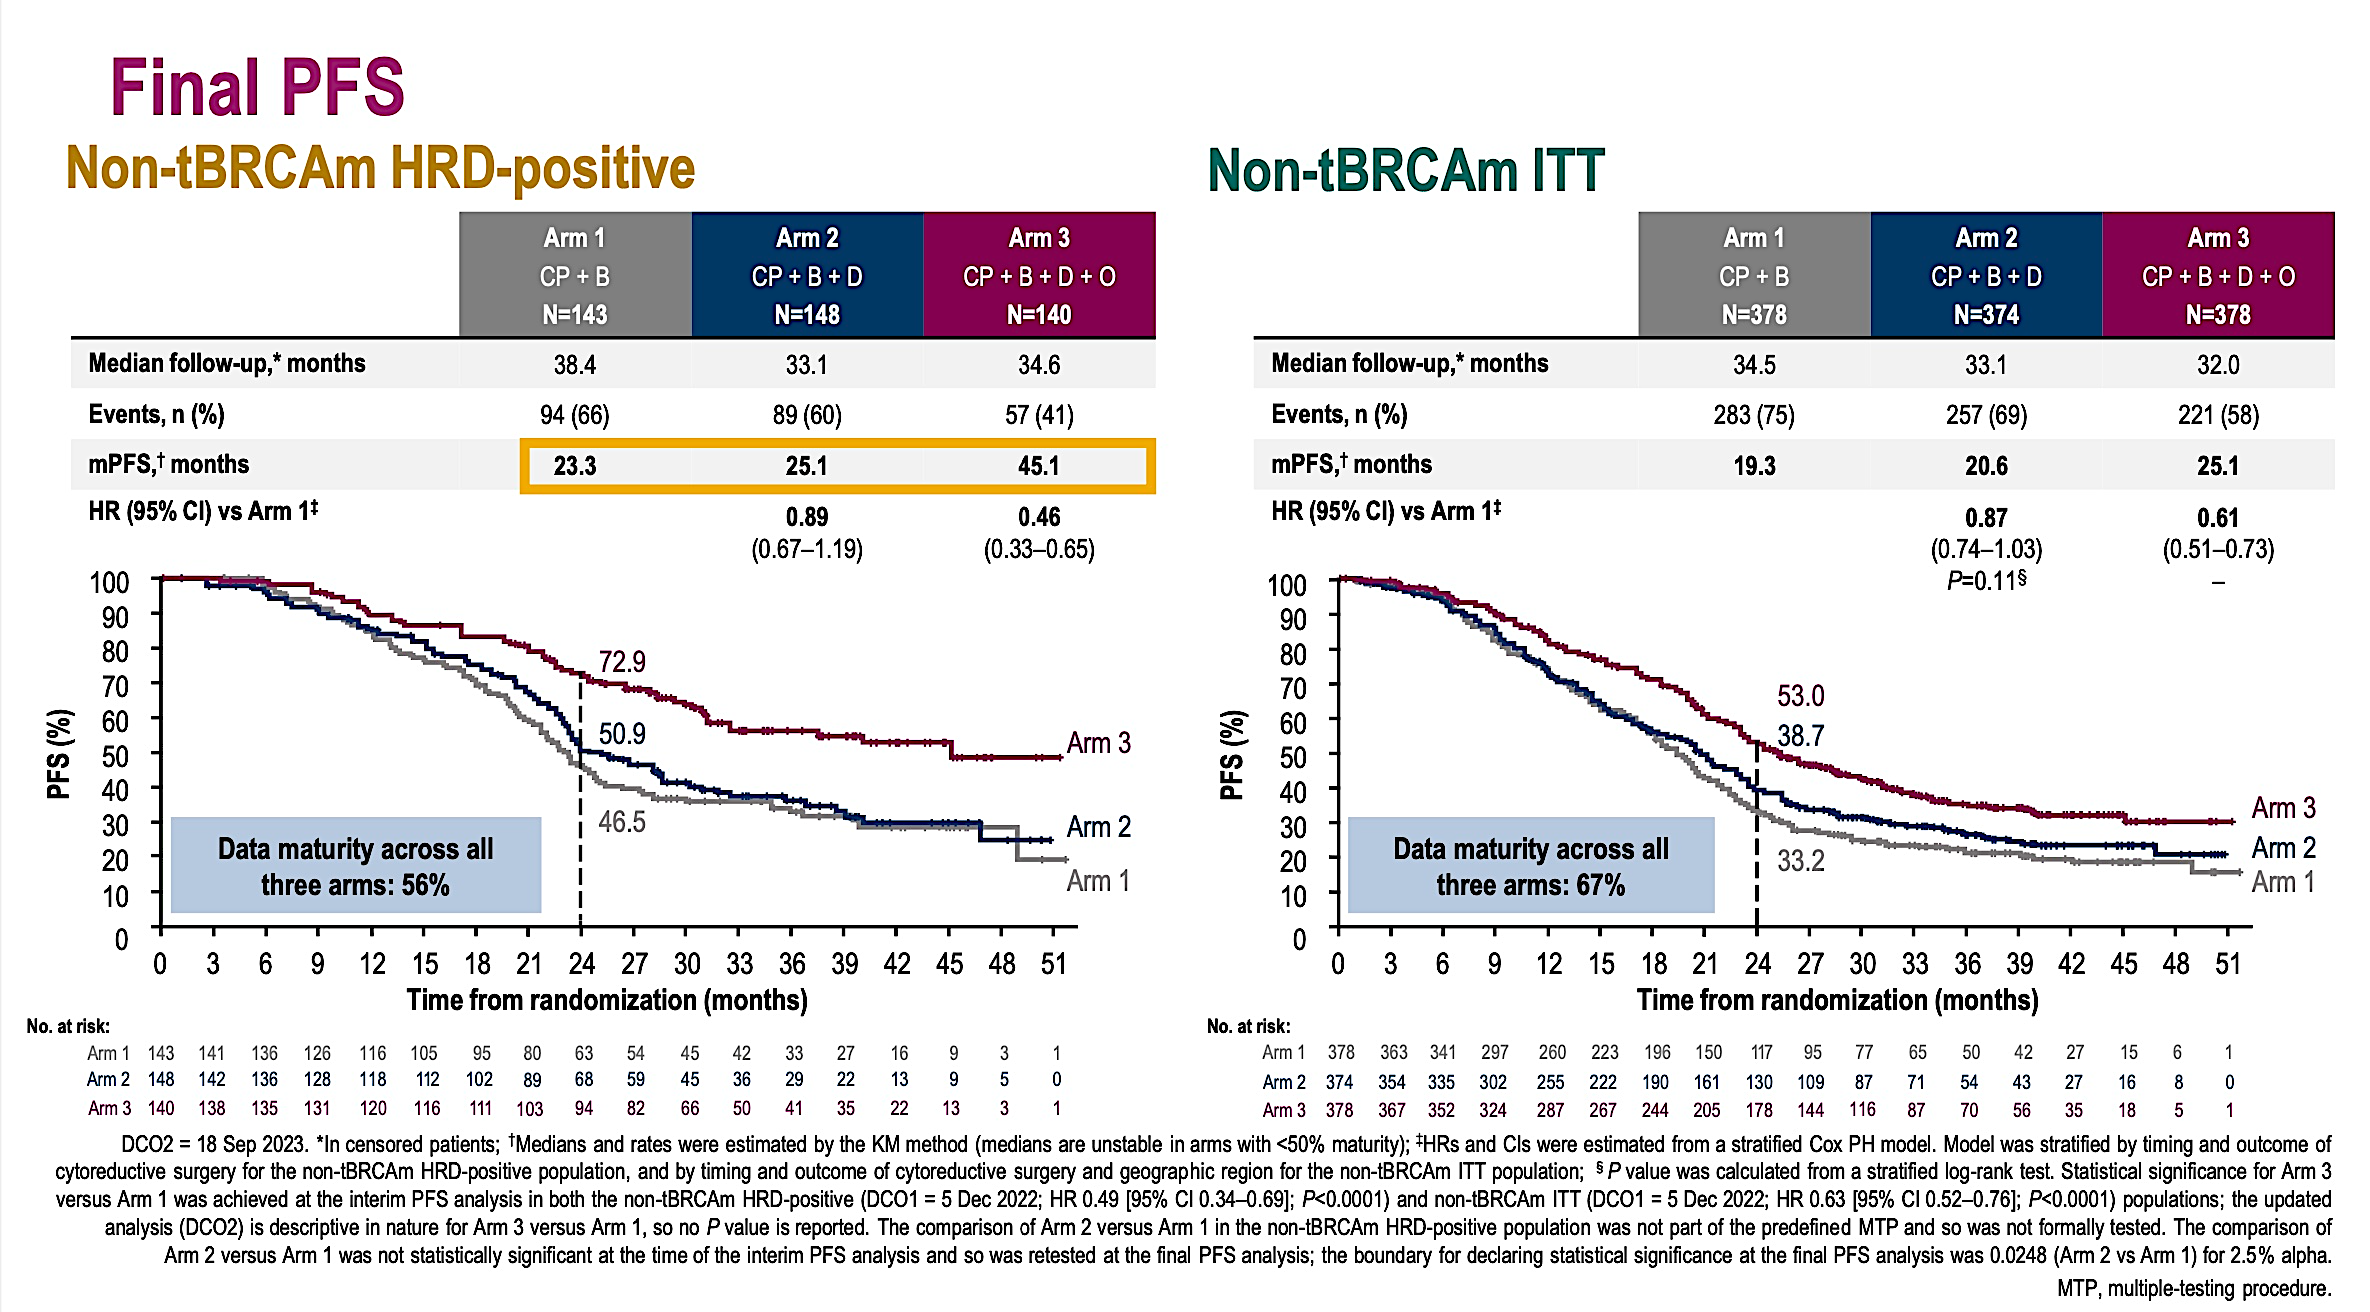 Final PFS
Non-tBRCAm HRD-positive
Arm 1 Arm 2 Arm 3
CP + B CP + B + D CP + B + D + O
N=143 N=148 N=140
Median follow-up,* months 38.4 33.1 34.6
Events, n (%) 94 (66) 89 (60) 57 (41)
mPFS,† months 23.3 25.1 45.1
HR (95% CI) vs Arm 1‡ 0.89 0.46
(0.67–1.19) (0.33–0.65)
PFS (%)
100
90
80
70
60
50
40
30
20
10
0
72.9
50.9
46.5
Arm 3
Arm 2
Arm 1
Data maturity across all
three arms: 56%
0 3 6 9 12 15 18 21 24 27 30 33 36 39 42 45 48 51
Time from randomization (months)
No. at risk:
Arm 1 143 141 136 126 116 105 95 80 63 54 45 42 33 27 16 9 3 1
Arm 2 148 142 136 128 118 112 102 89 68 59 45 36 29 22 13 9 5 0
Arm 3 140 138 135 131 120 116 111 103 94 82 66 50 41 35 22 13 3 1
Non-tBRCAm ITT
Arm 1 Arm 2 Arm 3
CP + B CP + B + D CP + B + D + O
N=378 N=374 N=378
Median follow-up,* months 34.5 33.1 32.0
Events, n (%) 283 (75) 257 (69) 221 (58)
mPFS,† months 19.3 20.6 25.1
HR (95% CI) vs Arm 1‡ 0.87 0.61
(0.74–1.03) (0.51–0.73)
P=0.11§ –
PFS (%)
100
90
80
70
60
50
40
30
20
10
0
53.0
38.7
33.2
Arm 3
Arm 2
Arm 1
Data maturity across all
three arms: 67%
0 3 6 9 12 15 18 21 24 27 30 33 36 39 42 45 48 51
Time from randomization (months)
No. at risk:
Arm 1 378 363 341 297 260 223 196 150 117 95 77 65 50 42 27 15 6 1
Arm 2 374 354 335 302 255 222 190 161 130 109 87 71 54 43 27 16 8 0
Arm 3 378 367 352 324 287 267 244 205 178 144 116 87 70 56 35 18 5 1
DCO2 = 18 Sep 2023. *In censored patients; †Medians and rates were estimated by the KM method (medians are unstable in arms with <50% maturity); ‡HRs and CIs were estimated from a stratified Cox PH model. Model was stratified by timing and outcome of
cytoreductive surgery for the non-tBRCAm HRD-positive population, and by timing and outcome of cytoreductive surgery and geographic region for the non-tBRCAm ITT population; §P value was calculated from a stratified log-rank test. Statistical significance for Arm 3
versus Arm 1 was achieved at the interim PFS analysis in both the non-tBRCAm HRD-positive (DCO1 = 5 Dec 2022; HR 0.49 [95% CI 0.34–0.69]; P<0.0001) and non-tBRCAm ITT (DCO1 = 5 Dec 2022; HR 0.63 [95% CI 0.52–0.76]; P<0.0001) populations; the updated
analysis (DCO2) is descriptive in nature for Arm 3 versus Arm 1, so no P value is reported. The comparison of Arm 2 versus Arm 1 in the non-tBRCAm HRD-positive population was not part of the predefined MTP and so was not formally tested. The comparison of
Arm 2 versus Arm 1 was not statistically significant at the time of the interim PFS analysis and so was retested at the final PFS analysis; the boundary for declaring statistical significance at the final PFS analysis was 0.0248 (Arm 2 vs Arm 1) for 2.5% alpha.
MTP, multiple-testing procedure.